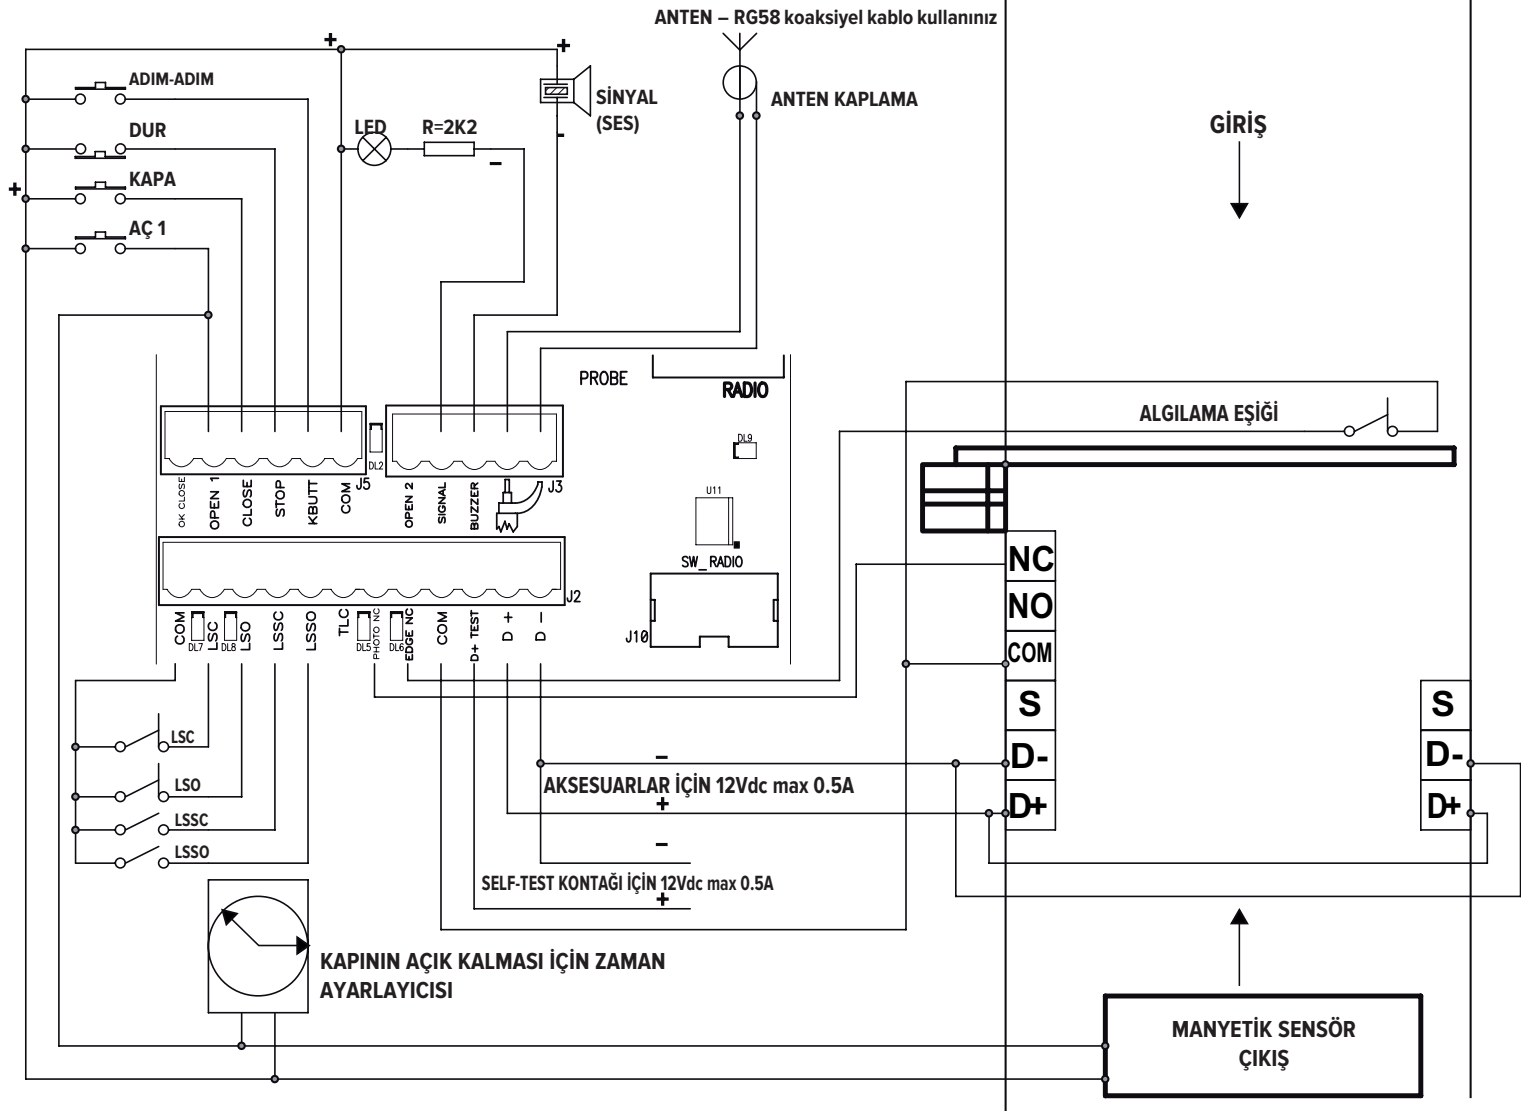 ANTEN – RG58 koaksiyel kablo kullanınız
+
+
ADIM-ADIM
SİNYAL
(SES)
ANTEN KAPLAMA
GİRİŞ
DUR
LED
R=2K2
-
–
+
KAPA
AÇ 1
PROBE
RADIO
ALGILAMA EŞİĞİ
DL9
DL2
J5
J3
OK CLOSE
OPEN 1
CLOSE
STOP
KBUTT
COM
OPEN 2
SIGNAL
BUZZER
U11
SW_RADIO
J2
J10
COM
DL7
LSC
DL8
LSO
LSSC
LSSO
TLC
DL5
PHOTO NC
DL6
EDGE NC
COM
D+ TEST
D +
D –
NC
NO
COM
S
D-
D+
S
D-
D+
LSC
LSO
LSSC
LSSO
–
AKSESUARLAR İÇİN 12Vdc max 0.5A
+
–
SELF-TEST KONTAĞI İÇİN 12Vdc max 0.5A
+
KAPININ AÇIK KALMASI İÇİN ZAMAN
AYARLAYICISI
MANYETİK SENSÖR
ÇIKIŞ